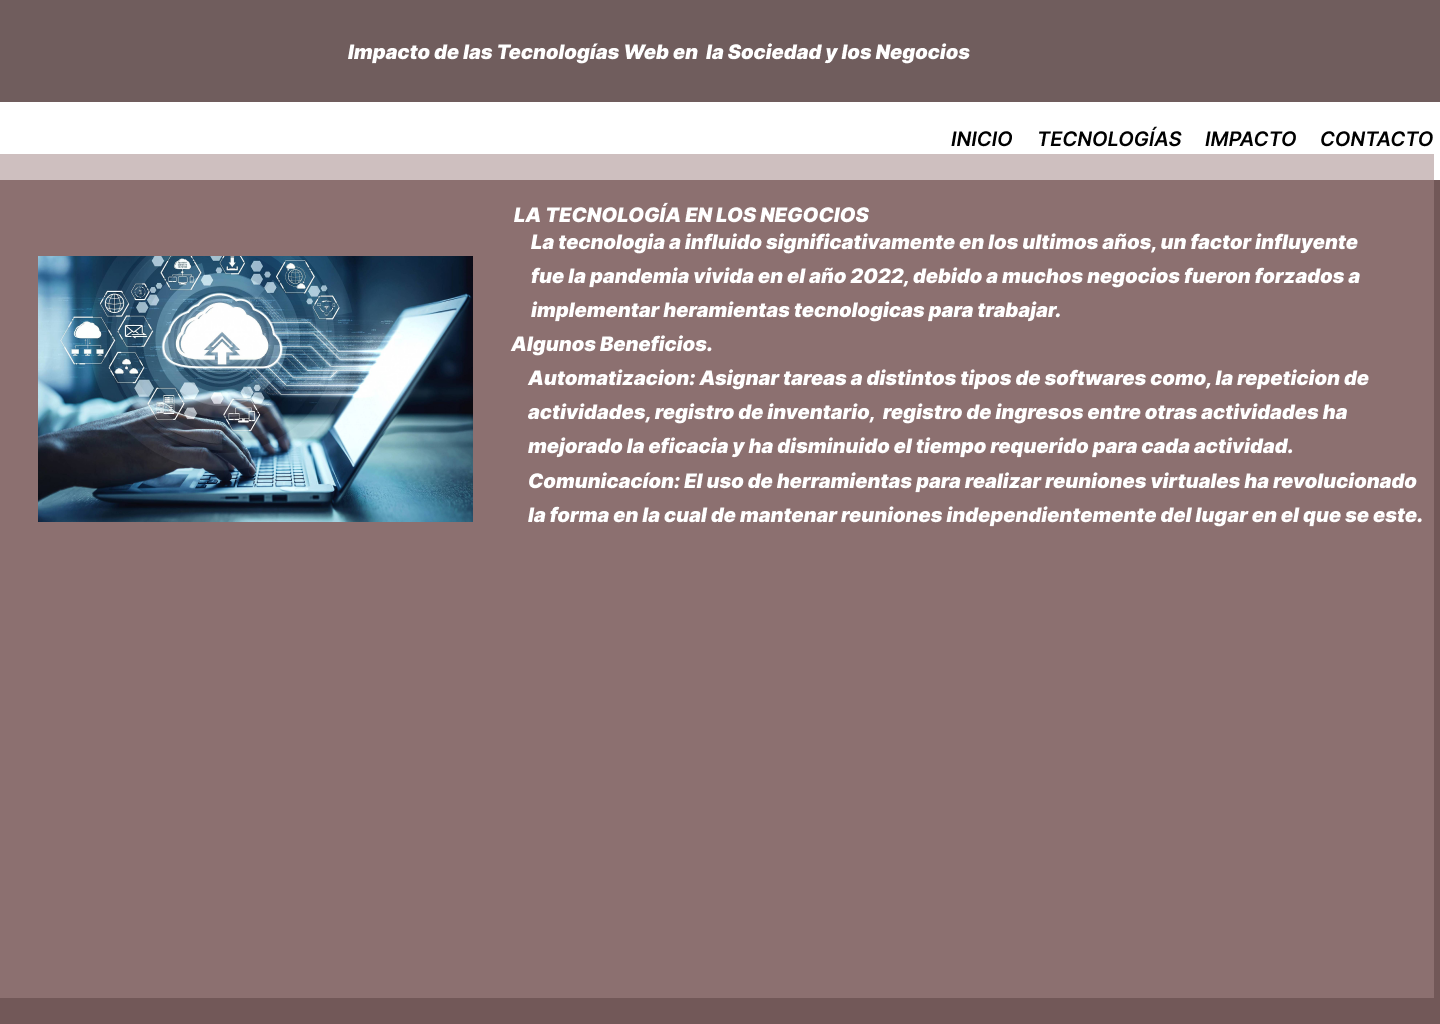 Impacto de las Tecnologías Web en  la Sociedad y los Negocios
INICIO TECNOLOGÍAS IMPACTO CONTACTO
LA TECNOLOGÍA EN LOS NEGOCIOS
La tecnologia a influido significativamente en los ultimos años, un factor influyente
fue la pandemia vivida en el año 2022, debido a muchos negocios fueron forzados a
implementar heramientas tecnologicas para trabajar.
Algunos Beneficios.
Automatizacion: Asignar tareas a distintos tipos de softwares como, la repeticion de
actividades, registro de inventario,  registro de ingresos entre otras actividades ha
mejorado la eficacia y ha disminuido el tiempo requerido para cada actividad.
Comunicacíon: El uso de herramientas para realizar reuniones virtuales ha revolucionado
la forma en la cual de mantenar reuniones independientemente del lugar en el que se este.